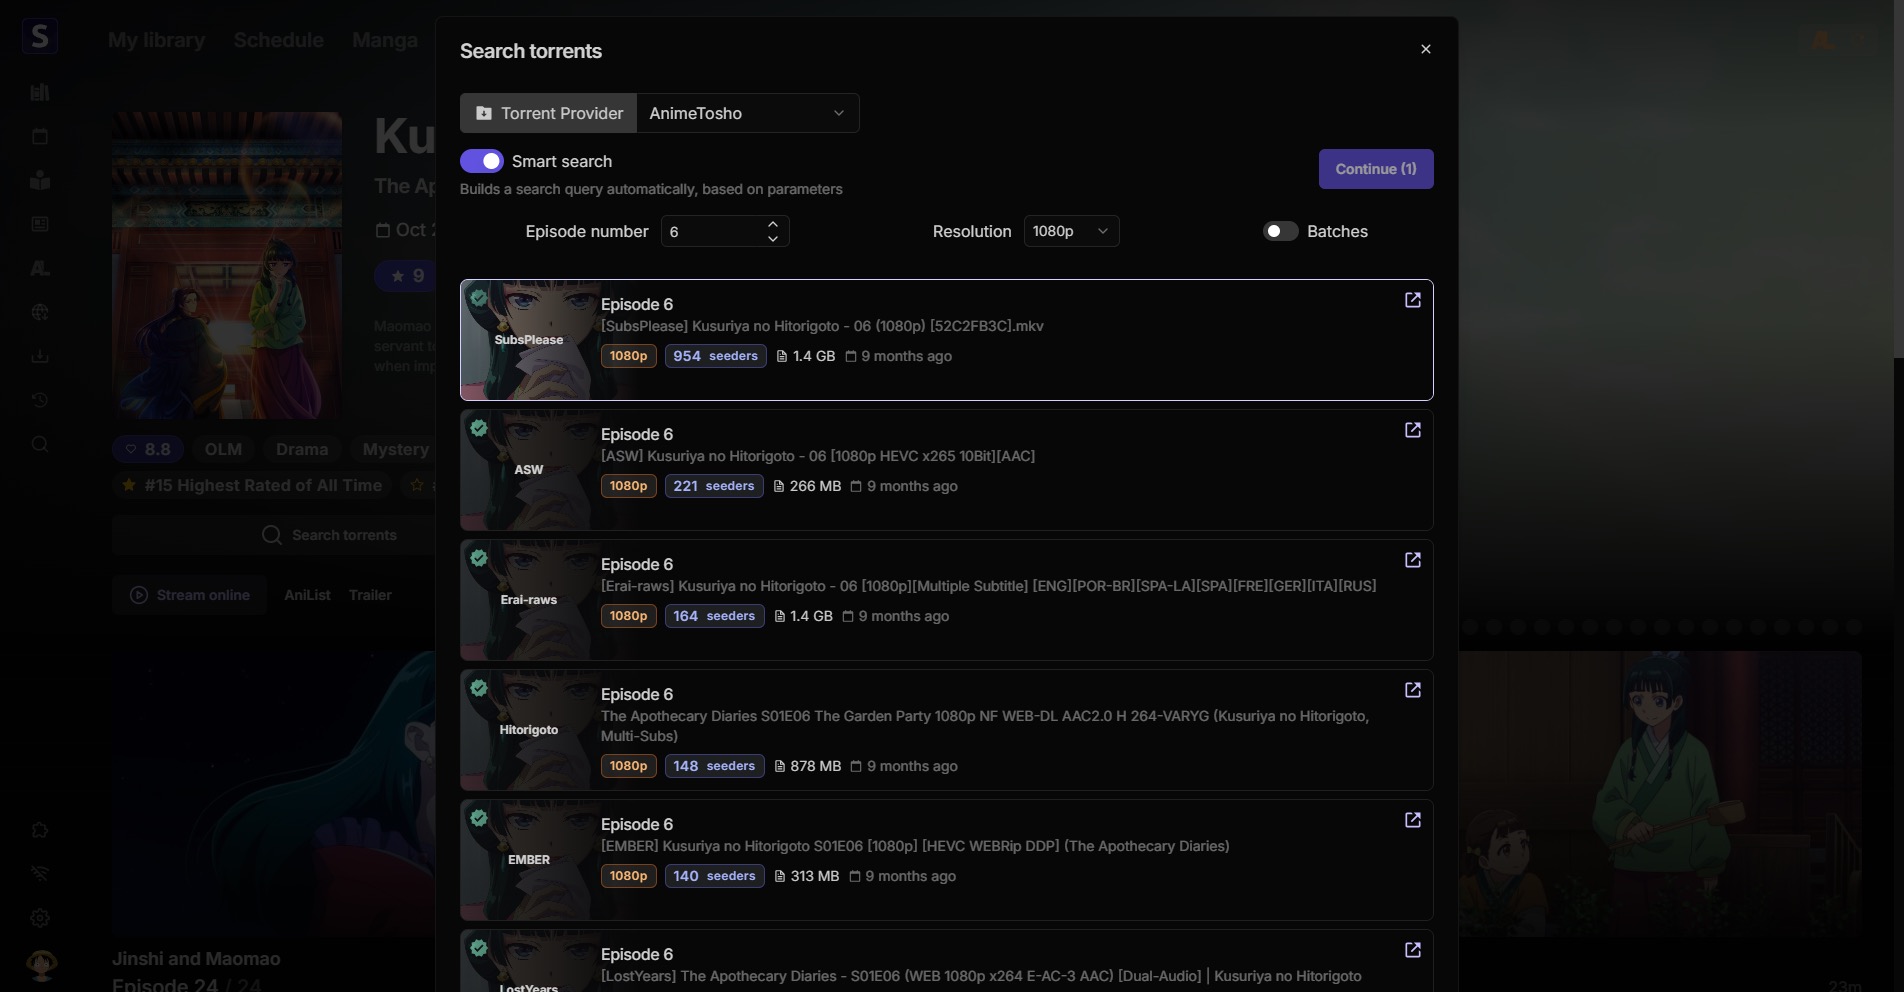 S
My library
Schedule
Manga
Search torrents
Torrent Provider
AnimeTosho
Smart search
Builds a search query automatically, based on parameters
Continue (1)
Episode number
6
Resolution
1080p
Batches
Ku
The Ap
Oct 2
9
Maomao
servant t
when imp
8.8
OLM
Drama
Mystery
#15 Highest Rated of All Time
Search torrents
Stream online
AniList
Trailer
Episode 6
[SubsPlease] Kusuriya no Hitorigoto - 06 (1080p) [52C2FB3C].mkv
SubsPlease
1080p
954 seeders
1.4 GB
9 months ago
Episode 6
[ASW] Kusuriya no Hitorigoto - 06 [1080p HEVC x265 10Bit][AAC]
ASW
1080p
221 seeders
266 MB
9 months ago
Episode 6
[Erai-raws] Kusuriya no Hitorigoto - 06 [1080p][Multiple Subtitle] [ENG][POR-BR][SPA-LA][SPA][FRE][GER][ITA][RUS]
Erai-raws
1080p
164 seeders
1.4 GB
9 months ago
Episode 6
The Apothecary Diaries S01E06 The Garden Party 1080p NF WEB-DL AAC2.0 H 264-VARYG (Kusuriya no Hitorigoto,
Multi-Subs)
Hitorigoto
1080p
148 seeders
878 MB
9 months ago
Episode 6
[EMBER] Kusuriya no Hitorigoto S01E06 [1080p] [HEVC WEBRip DDP] (The Apothecary Diaries)
EMBER
1080p
140 seeders
313 MB
9 months ago
Episode 6
[LostYears] The Apothecary Diaries - S01E06 (WEB 1080p x264 E-AC-3 AAC) [Dual-Audio] | Kusuriya no Hitorigoto
LostYears
Jinshi and Maomao
Episode 24 / 24
23m